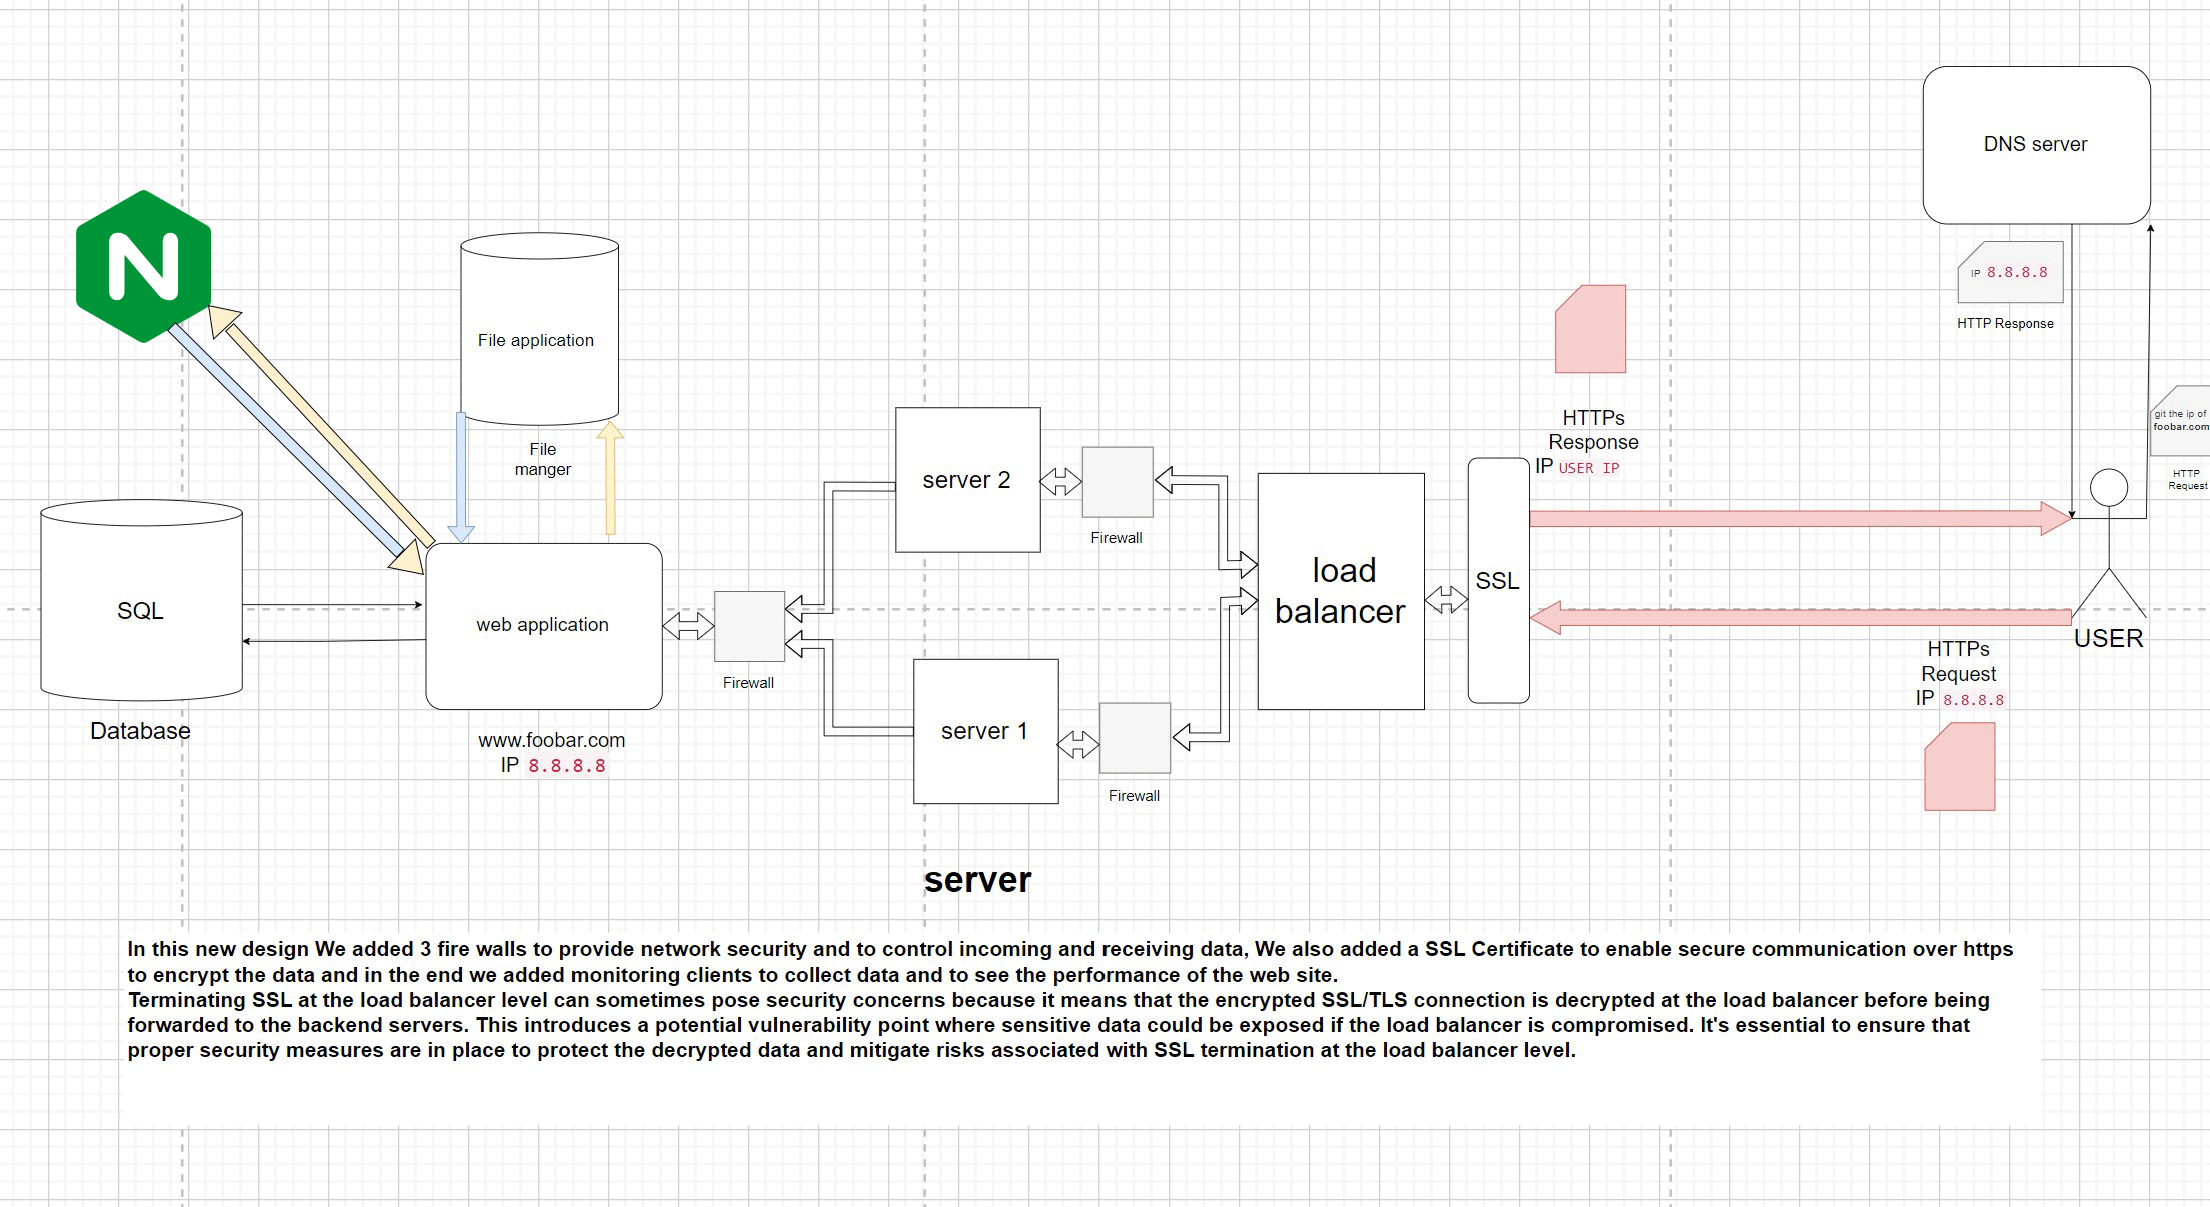 DNS server
IP 8.8.8.8
HTTP Response
git the ip of
foobar.com
HTTP
Request
N
File application
File
manger
HTTPs
Response
IP USER IP
server 2
Firewall
load
balancer
SSL
SQL
web application
Firewall
USER
HTTPs
Request
IP 8.8.8.8
Database
www.foobar.com
IP 8.8.8.8
server 1
Firewall
server
In this new design We added 3 fire walls to provide network security and to control incoming and receiving data, We also added a SSL Certificate to enable secure communication over https
to encrypt the data and in the end we added monitoring clients to collect data and to see the performance of the web site.
Terminating SSL at the load balancer level can sometimes pose security concerns because it means that the encrypted SSL/TLS connection is decrypted at the load balancer before being
forwarded to the backend servers. This introduces a potential vulnerability point where sensitive data could be exposed if the load balancer is compromised. It's essential to ensure that
proper security measures are in place to protect the decrypted data and mitigate risks associated with SSL termination at the load balancer level.